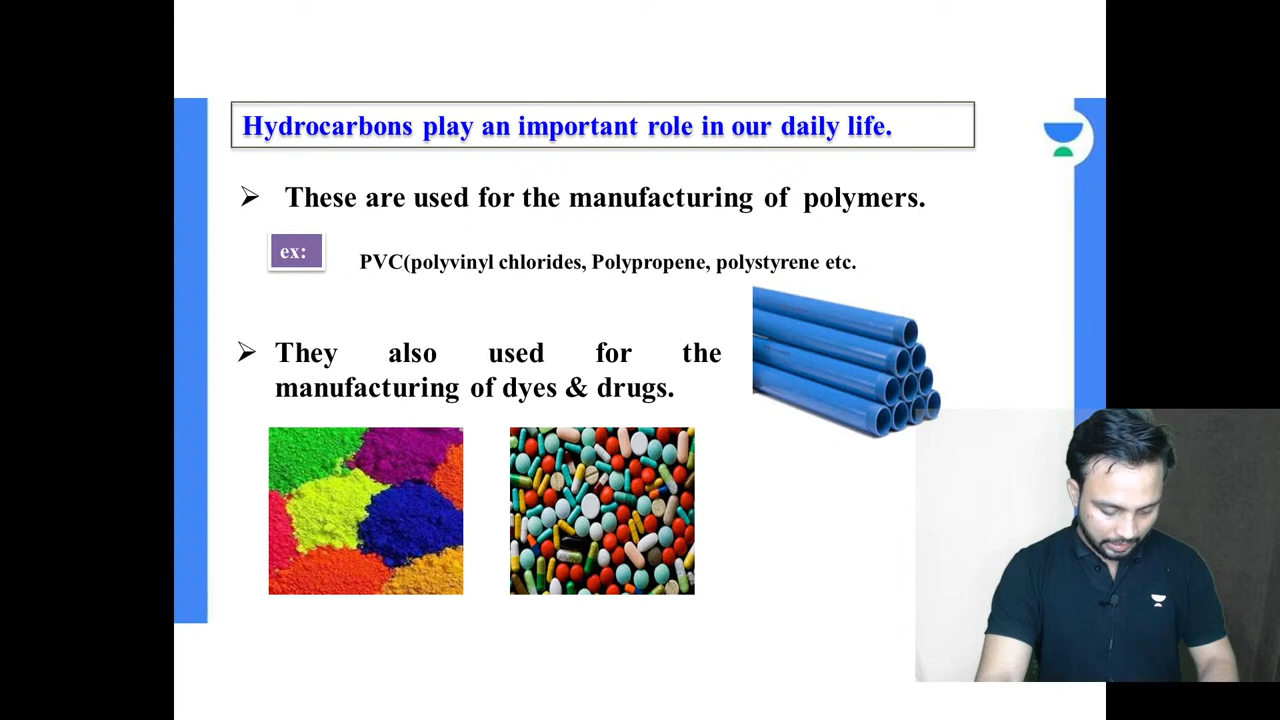 Hydrocarbons play an important role in our daily life.
➢ These are used for the manufacturing of polymers.
ex:
PVC(polyvinyl chlorides, Polypropene, polystyrene etc.
➢ They also used for the
manufacturing of dyes & drugs.